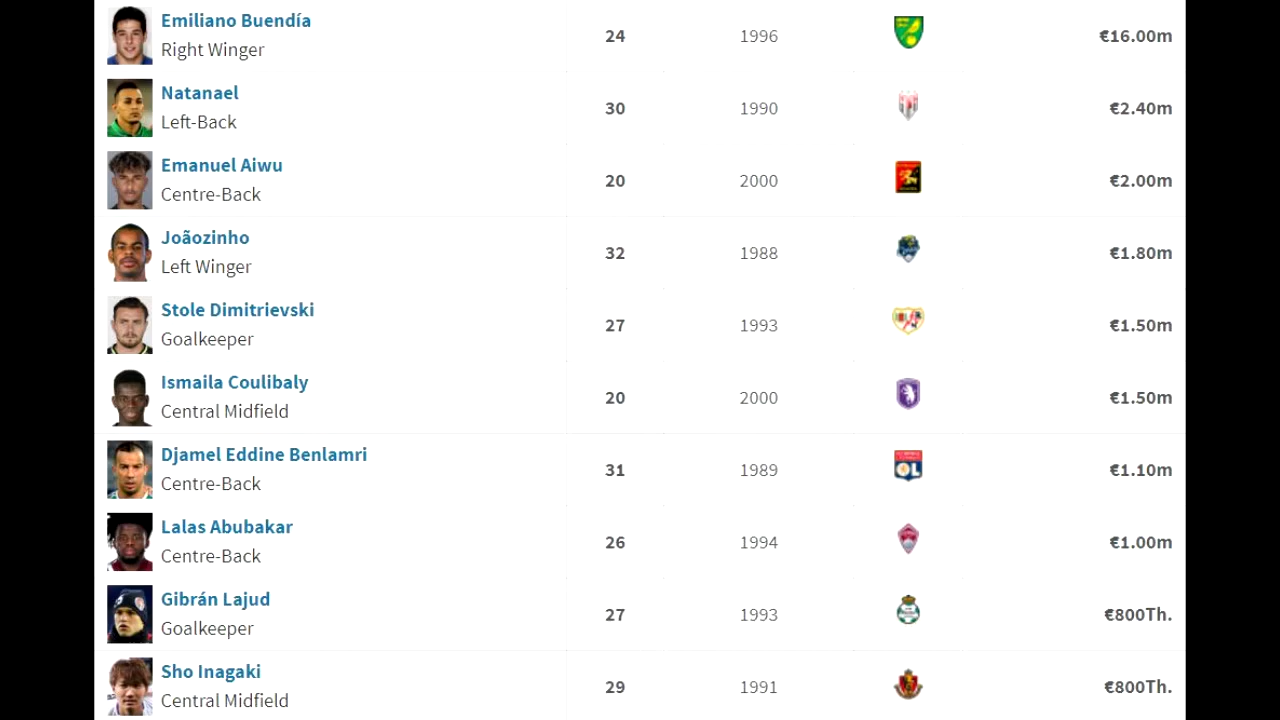 Emiliano Buendía
Right Winger
24 1996 €16.00m
Natanael
Left-Back
30 1990 €2.40m
Emanuel Aiwu
Centre-Back
20 2000 €2.00m
Joãozinho
Left Winger
32 1988 €1.80m
Stole Dimitrievski
Goalkeeper
27 1993 €1.50m
Ismaila Coulibaly
Central Midfield
20 2000 €1.50m
Djamel Eddine Benlamri
Centre-Back
31 1989 OL €1.10m
Lalas Abubakar
Centre-Back
26 1994 €1.00m
Gibrán Lajud
Goalkeeper
27 1993 €800Th.
Sho Inagaki
Central Midfield
29 1991 €800Th.